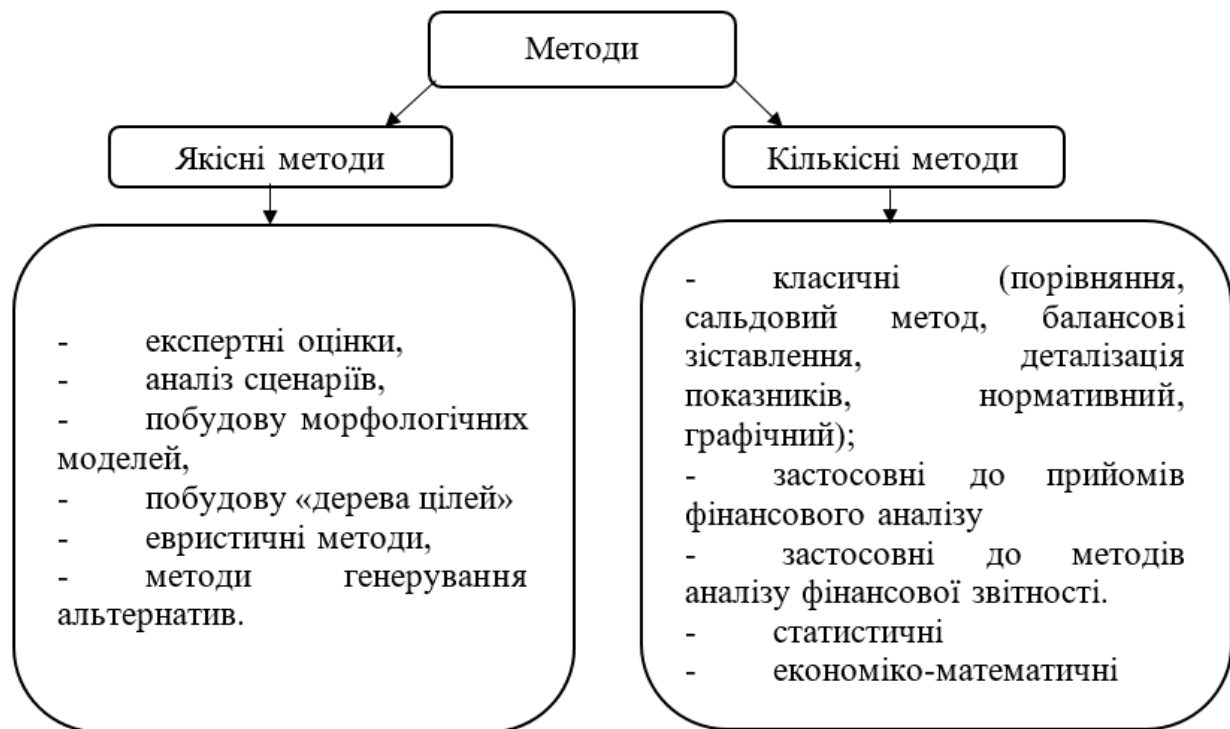 Методи
Якісні методи
Кількісні методи
- експертні оцінки,
- аналіз сценаріїв,
- побудову морфологічних
моделей,
- побудову «дерева цілей»
- евристичні методи,
- методи генерування
альтернатив.
- класичні (порівняння,
сальдовий метод, балансові
зіставлення, деталізація
показників, нормативний,
графічний);
- застосовні до прийомів
фінансового аналізу
- застосовні до методів
аналізу фінансової звітності.
- статистичні
- економіко-математичні